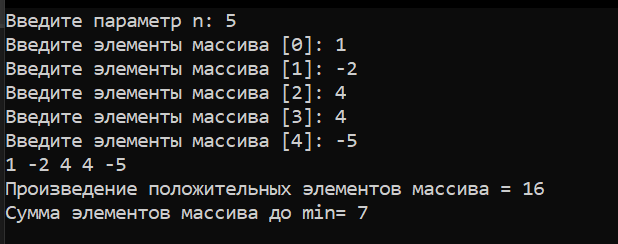 Введите параметр n: 5
Введите элементы массива [0]: 1
Введите элементы массива [1]: -2
Введите элементы массива [2]: 4
Введите элементы массива [3]: 4
Введите элементы массива [4]: -5
1 -2 4 4 -5
Произведение положительных элементов массива = 16
Сумма элементов массива до min= 7